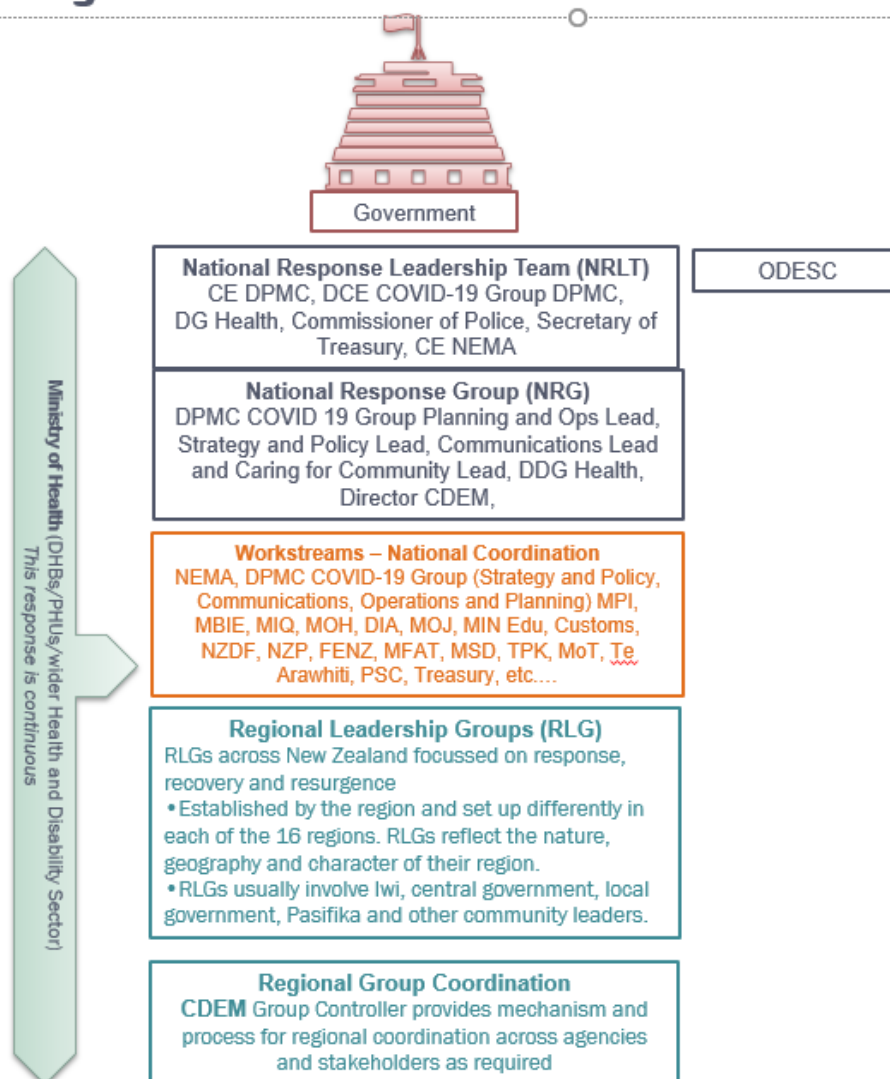 Government
National Response Leadership Team (NRLT)
CE DPMC, DCE COVID-19 Group DPMC,
DG Health, Commissioner of Police, Secretary of
Treasury, CE NEMA
ODESC
National Response Group (NRG)
DPMC COVID 19 Group Planning and Ops Lead,
Strategy and Policy Lead, Communications Lead
and Caring for Community Lead, DDG Health,
Director CDEM,
Workstreams – National Coordination
NEMA, DPMC COVID-19 Group (Strategy and Policy,
Communications, Operations and Planning) MPI,
MBIE, MIQ, MOH, DIA, MOJ, MIN Edu, Customs,
NZDF, NZP, FENZ, MFAT, MSD, TPK, MoT, Te
Arawhiti, PSC, Treasury, etc....
Regional Leadership Groups (RLG)
RLGs across New Zealand focussed on response,
recovery and resurgence
•Established by the region and set up differently in
each of the 16 regions. RLGs reflect the nature,
geography and character of their region.
•RLGs usually involve Iwi, central government, local
government, Pasifika and other community leaders.
Regional Group Coordination
CDEM Group Controller provides mechanism and
process for regional coordination across agencies
and stakeholders as required
Ministry of Health (DHBs/PHUs/wider Health and Disability Sector)
This response is continuous